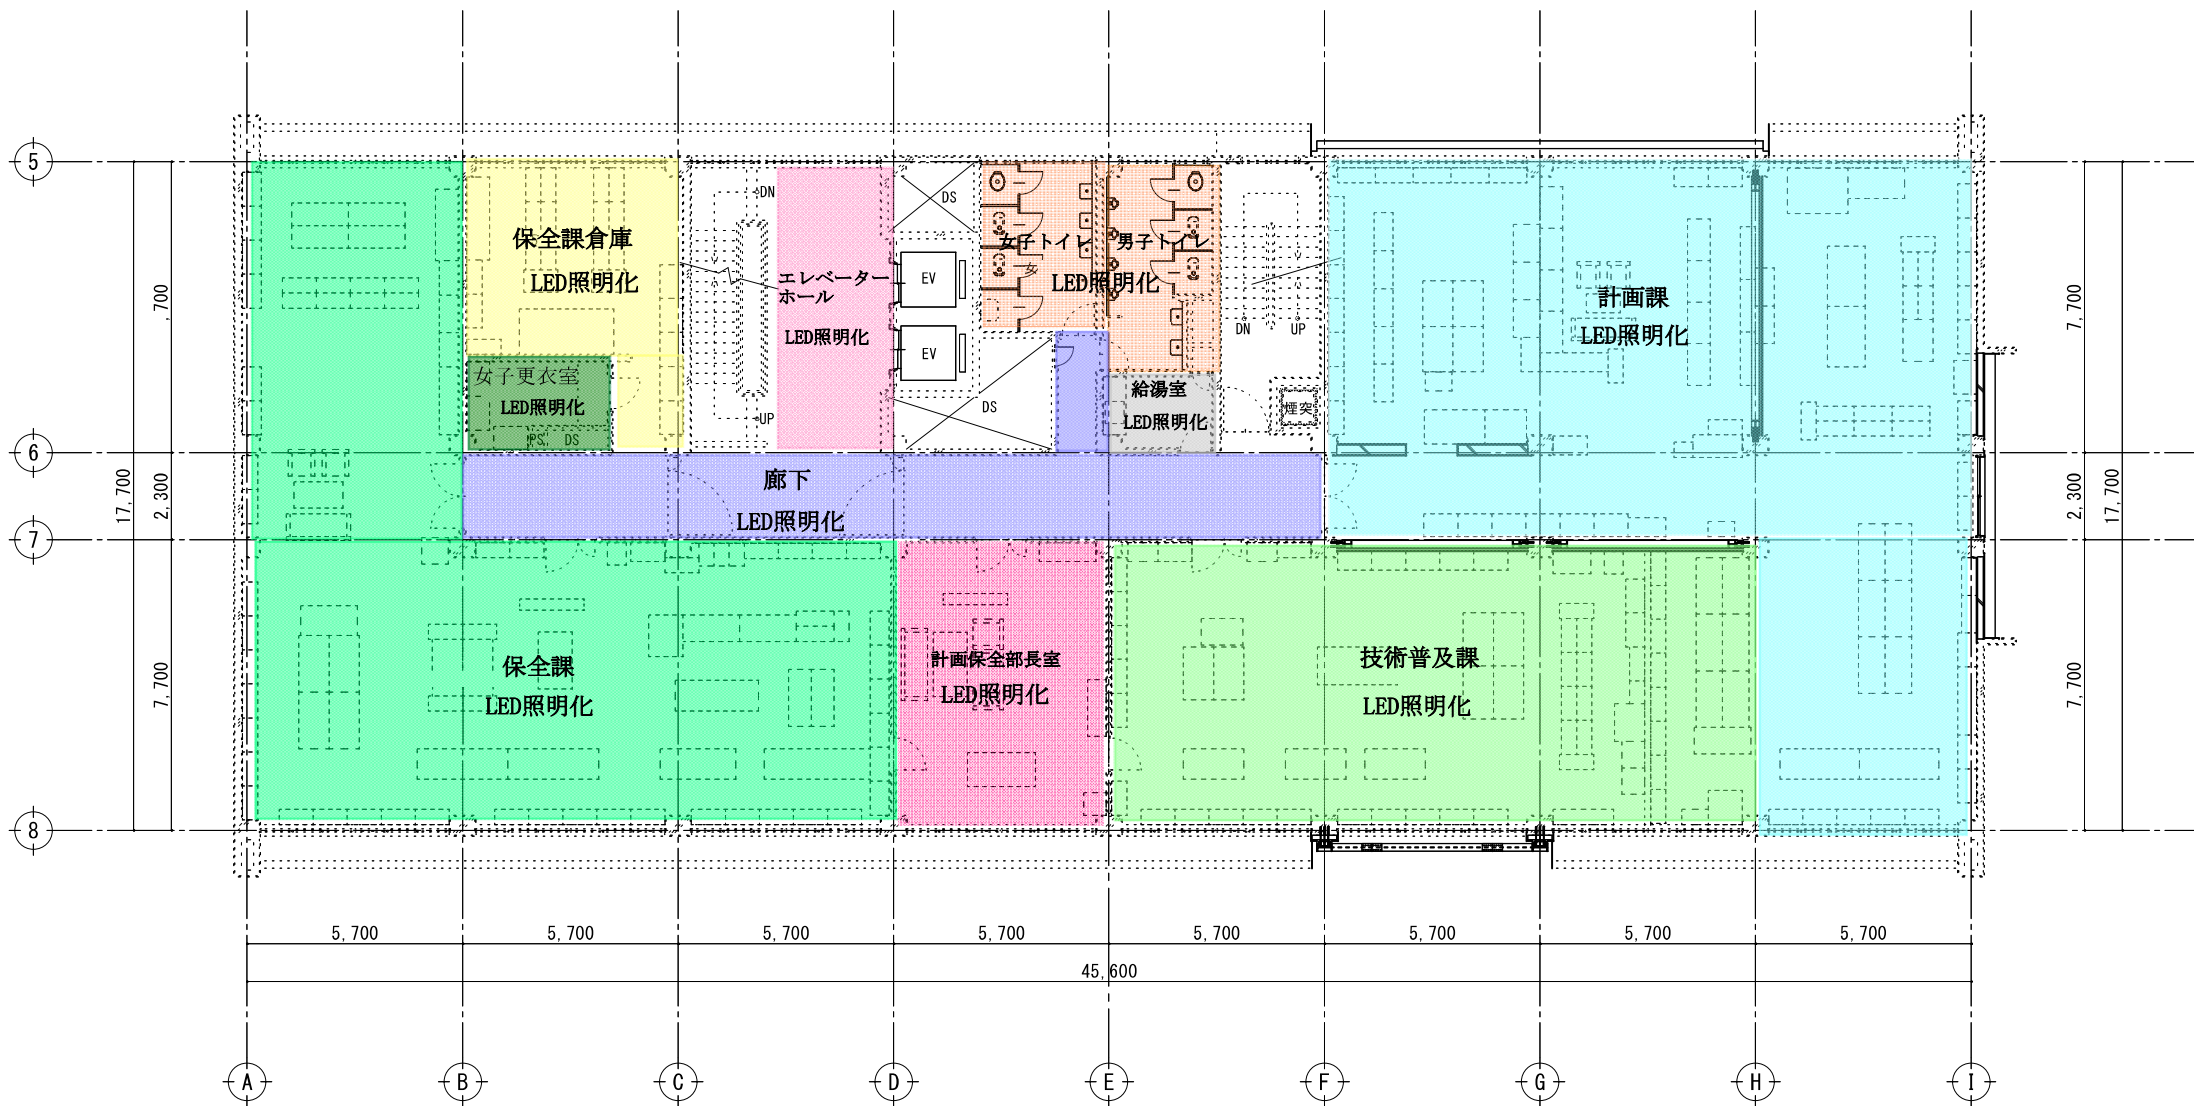 5
DN
DS
女子トイレ 男子トイレ
保全課倉庫
LED照明化
エレベーター
ホール
LED照明化
EV
女
LED照明化
計画課
LED照明化
7,700
7,700
DN
UP
EV
女子更衣室
LED照明化
給湯室
LED照明化
煙突
DS
UP
PS
DS
6
17,700
2,300
廊下
LED照明化
2,300
17,700
7
保全課
LED照明化
計画保全部長室
LED照明化
技術普及課
LED照明化
7,700
7,700
8
5,700
5,700
5,700
5,700
5,700
5,700
5,700
5,700
45,600
A
B
C
D
E
F
G
H
I